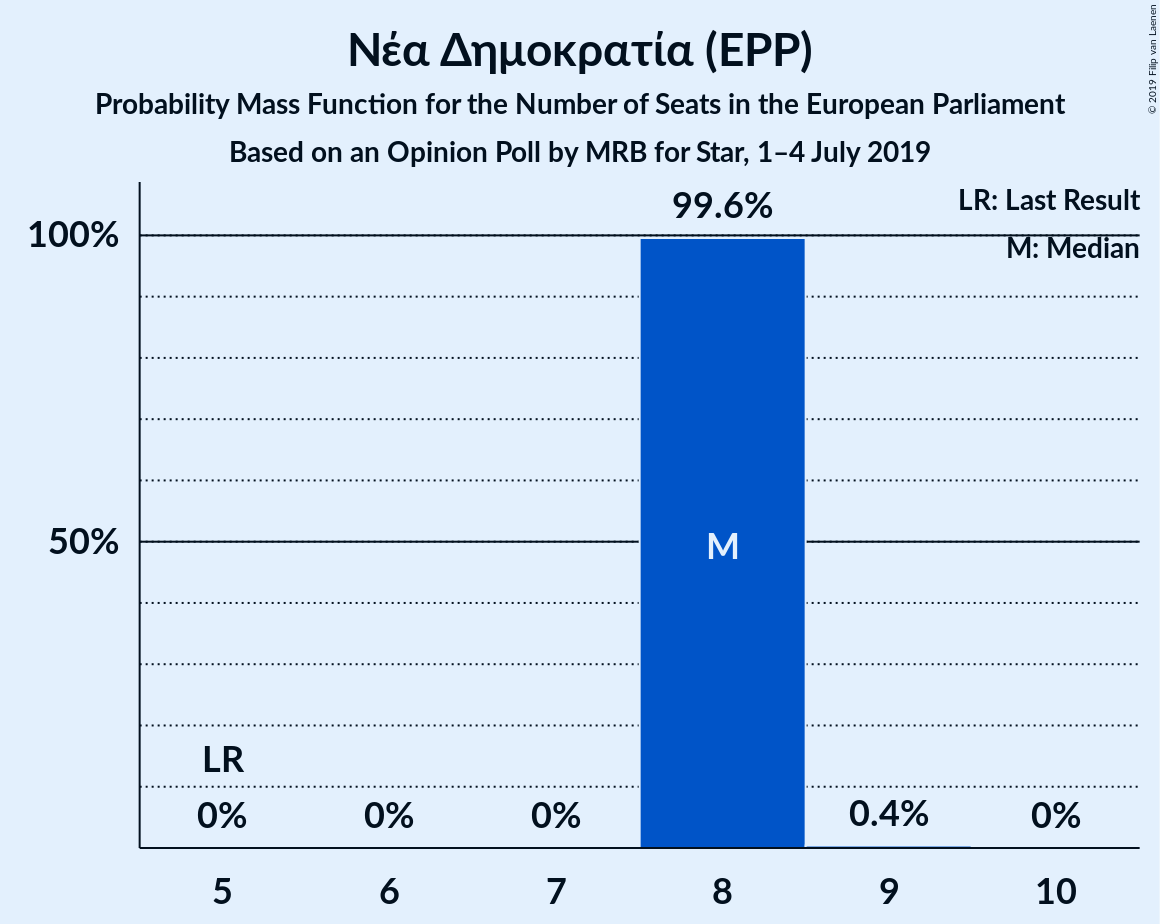 Νέα Δημοκρατία (EPP)
Probability Mass Function for the Number of Seats in the European Parliament
Based on an Opinion Poll by MRB for Star, 1–4 July 2019
© 2019 Filip van Laenen
LR: Last Result
M: Median
99.6%
100%
50%
M
LR
0%
0%
0%
0.4%
0%
5
6
7
8
9
10